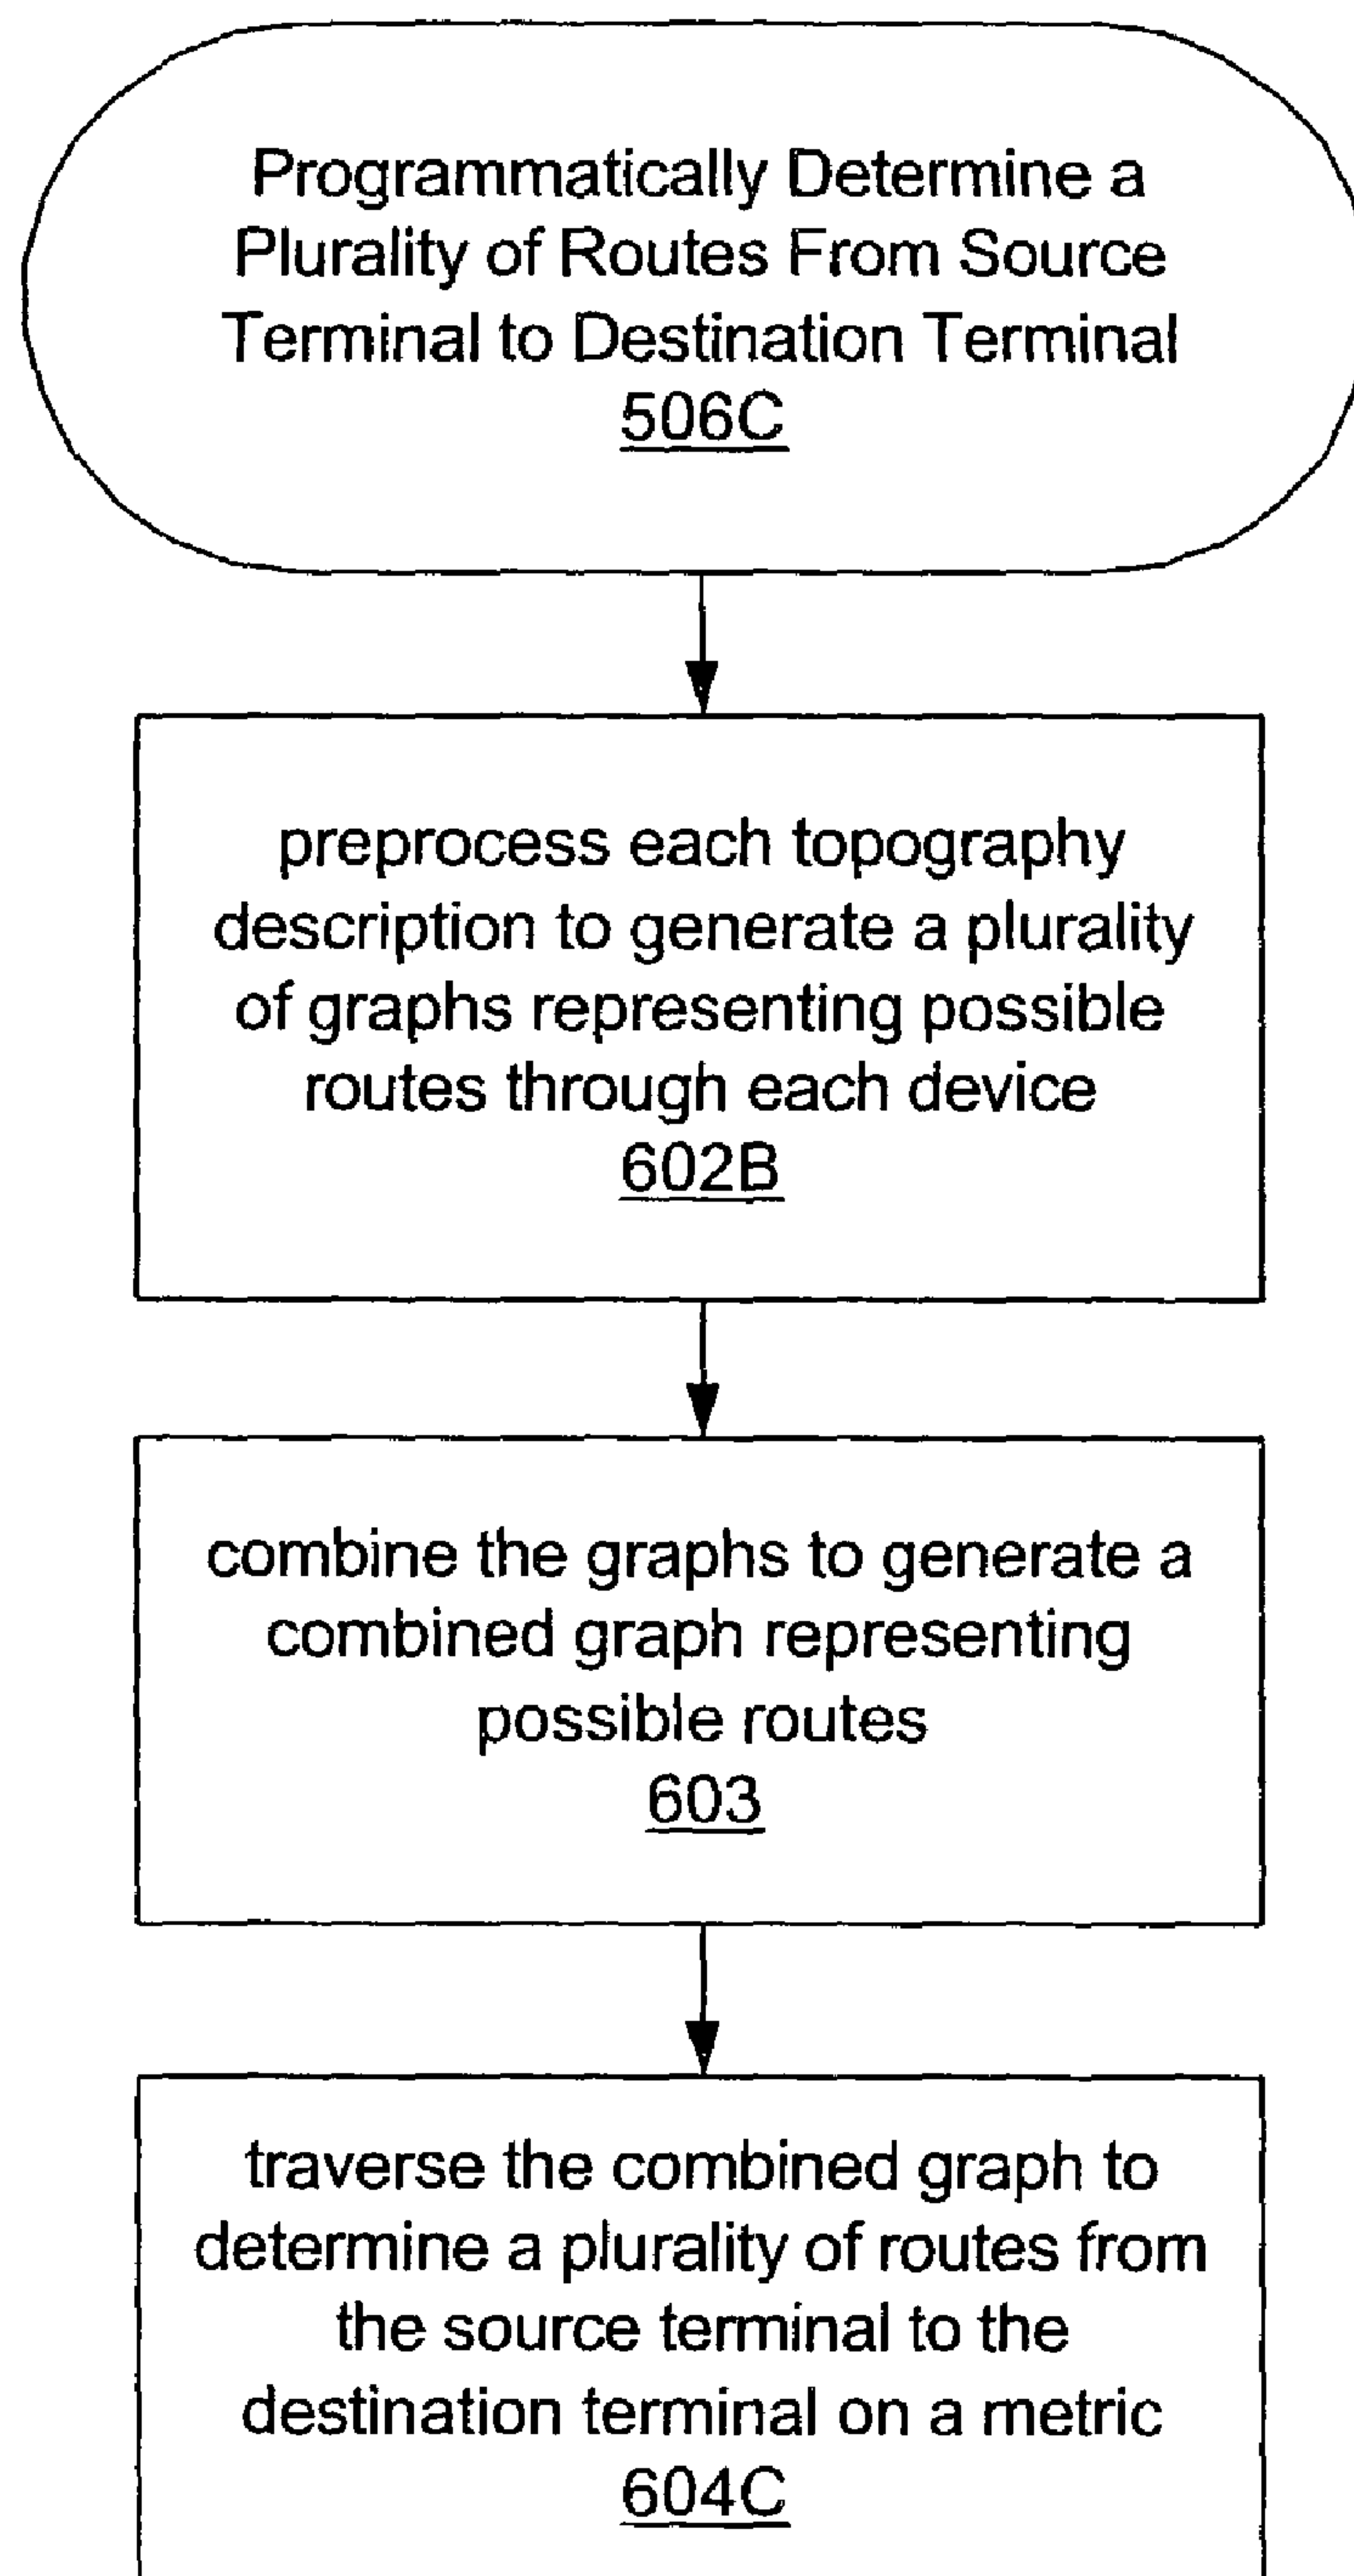 Programmatically Determine a
Plurality of Routes From Source
Terminal to Destination Terminal
506C
preprocess each topography
description to generate a plurality
of graphs representing possible
routes through each device
602B
combine the graphs to generate a
combined graph representing
possible routes
603
traverse the combined graph to
determine a plurality of routes from
the source terminal to the
destination terminal on a metric
604C